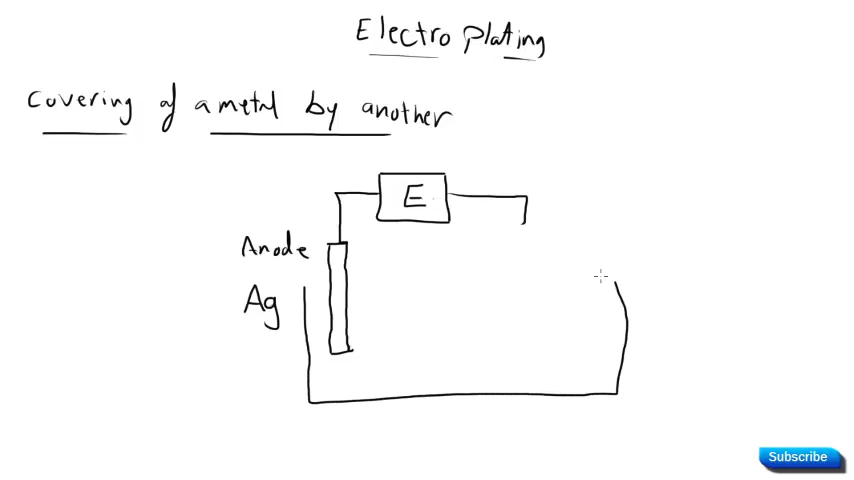 Electro Plating
Covering of a metal by another
E
Anode
Ag
Subscribe